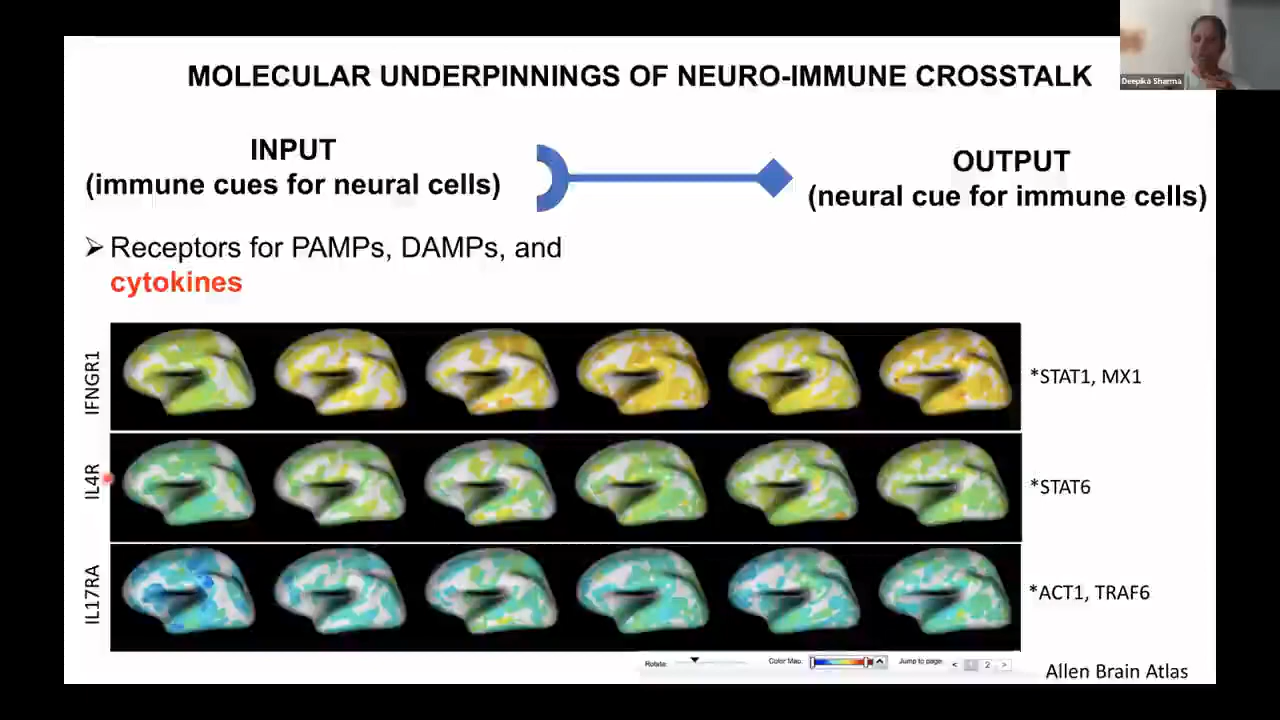 Deepika Sharma
MOLECULAR UNDERPINNINGS OF NEURO-IMMUNE CROSSTALK
INPUT
(immune cues for neural cells)
OUTPUT
(neural cue for immune cells)
➢ Receptors for PAMPs, DAMPs, and
cytokines
IFNGR1
*STAT1, MX1
IL4R
*STAT6
IL17RA
*ACT1, TRAF6
Rotate:
Color Map:
Jump to page: < 1 2 >
Allen Brain Atlas